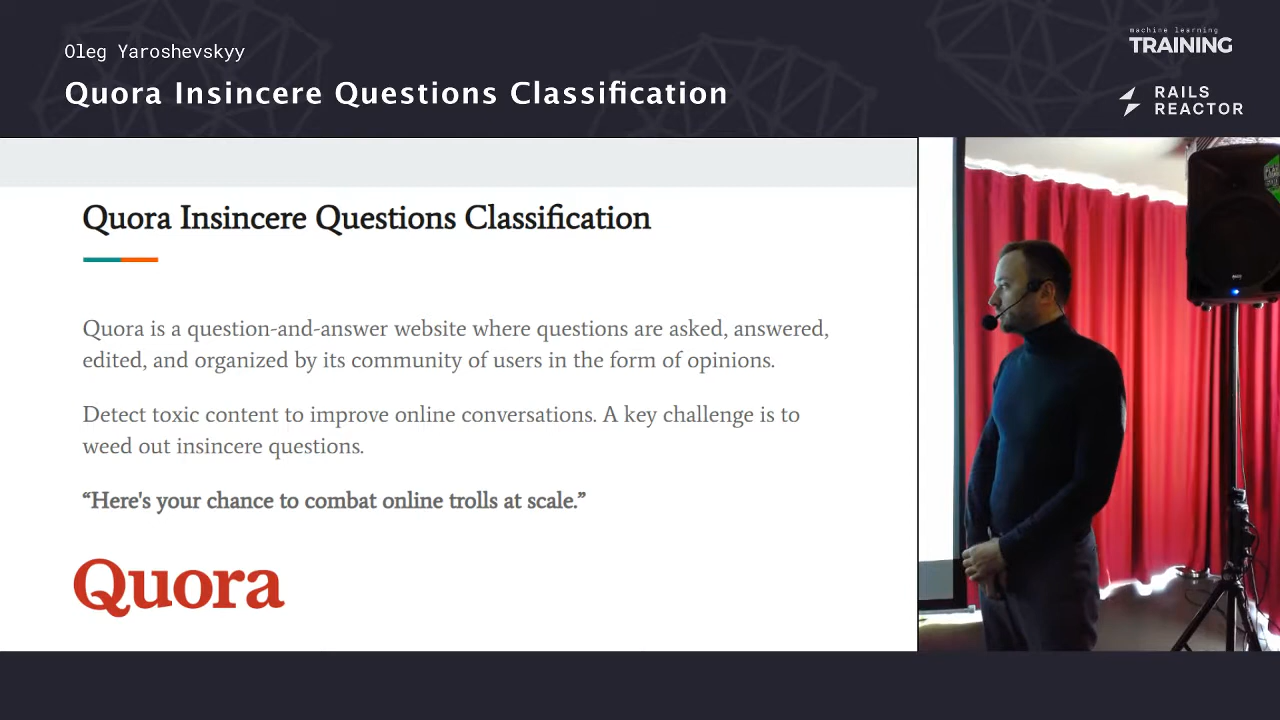 Oleg Yaroshevskyy
Quora Insincere Questions Classification
machine learning
TRAINING
RAILS
REACTOR
Quora Insincere Questions Classification
Quora is a question-and-answer website where questions are asked, answered,
edited, and organized by its community of users in the form of opinions.
Detect toxic content to improve online conversations. A key challenge is to
weed out insincere questions.
“Here's your chance to combat online trolls at scale.”
Quora